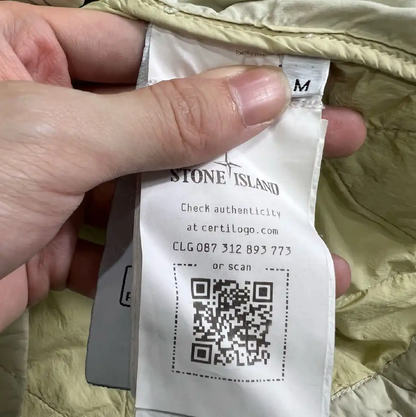 M
STONE ISLAND
Check authenticity
at certilogo.com
CLG 087 312 893 773
or scan